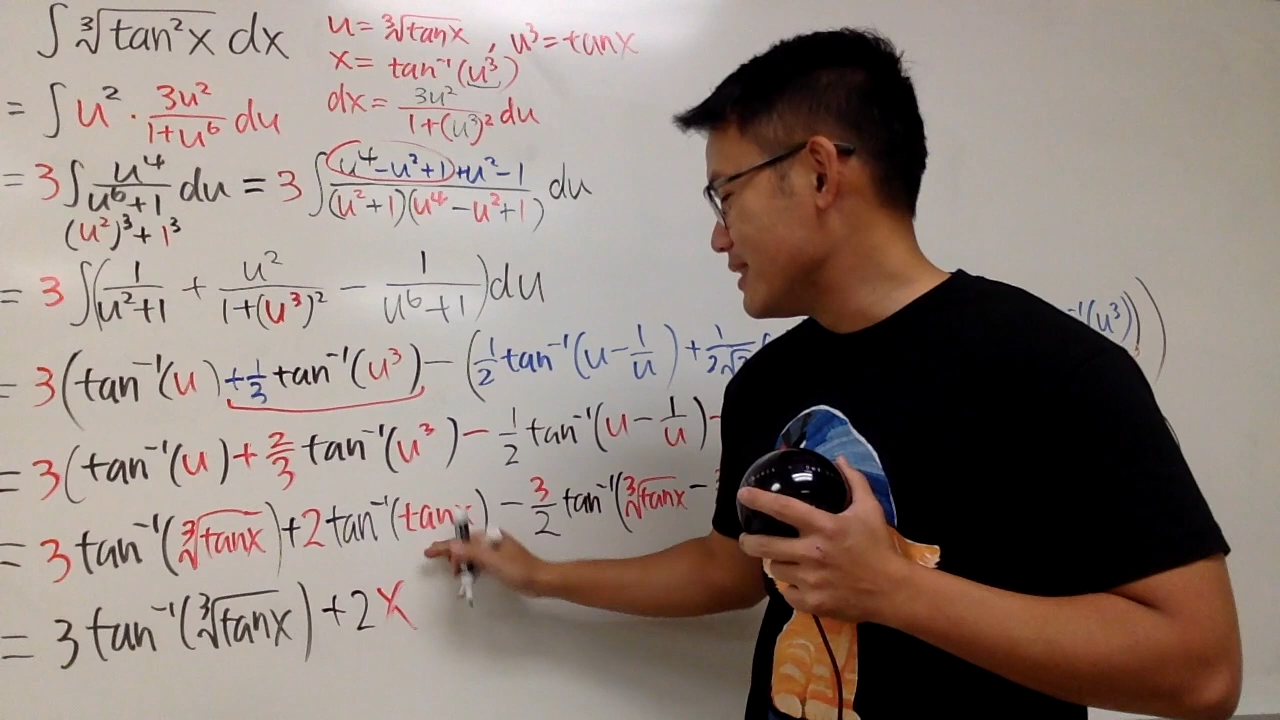 ∫ ∛(tan²x) dx   u = ∛(tanx) , u³ = tanx
x = tan⁻¹(u³)
= ∫ u² · 3u²/(1+u⁶) du   dx = 3u²/(1+(u³)²) du
= 3 ∫ u⁴/(u⁶+1) du = 3 ∫ (u⁴-u²+1+u²-1)/((u²+1)(u⁴-u²+1)) du
(u²)³+1³
= 3 ∫ (1/(u²+1) + u²/(1+(u³)²) - 1/(u⁶+1)) du
= 3(tan⁻¹(u) + 1/3 tan⁻¹(u³) - (1/2 tan⁻¹(u - 1/u) + (u³)))
= 3(tan⁻¹(u) + 2/3 tan⁻¹(u³) - 1/2 tan⁻¹(u - 1/u) -
= 3 tan⁻¹(∛(tanx)) + 2 tan⁻¹(tanx) - 3/2 tan⁻¹(∛(tanx) -
= 3 tan⁻¹(∛(tanx)) + 2x